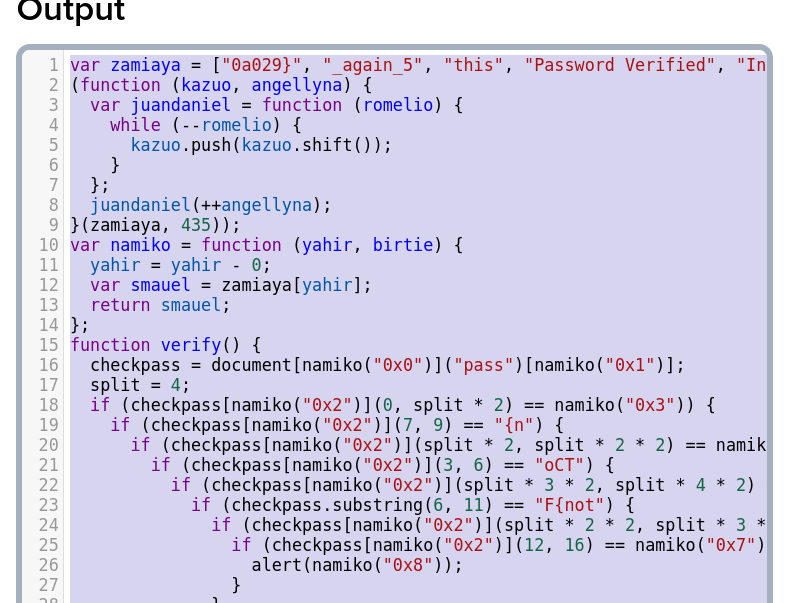 Output
1 var zamiaya = ["0a029}", "_again_5", "this", "Password Verified", "In
2 (function (kazuo, angellyna) {
3 var juandaniel = function (romelio) {
4 while (--romelio) {
5 kazuo.push(kazuo.shift());
6 }
7 };
8 juandaniel(++angellyna);
9 }(zamiaya, 435));
10 var namiko = function (yahir, birtie) {
11 yahir = yahir - 0;
12 var smauel = zamiaya[yahir];
13 return smauel;
14 };
15 function verify() {
16 checkpass = document[namiko("0x0")]("pass")[namiko("0x1")];
17 split = 4;
18 if (checkpass[namiko("0x2")](0, split * 2) == namiko("0x3")) {
19 if (checkpass[namiko("0x2")](7, 9) == "{n") {
20 if (checkpass[namiko("0x2")](split * 2, split * 2 * 2) == namik
21 if (checkpass[namiko("0x2")](3, 6) == "oCT") {
22 if (checkpass[namiko("0x2")](split * 3 * 2, split * 4 * 2)
23 if (checkpass.substring(6, 11) == "F{not") {
24 if (checkpass[namiko("0x2")](split * 2 * 2, split * 3 *
25 if (checkpass[namiko("0x2")](12, 16) == namiko("0x7")
26 alert(namiko("0x8"));
27 }
28 }